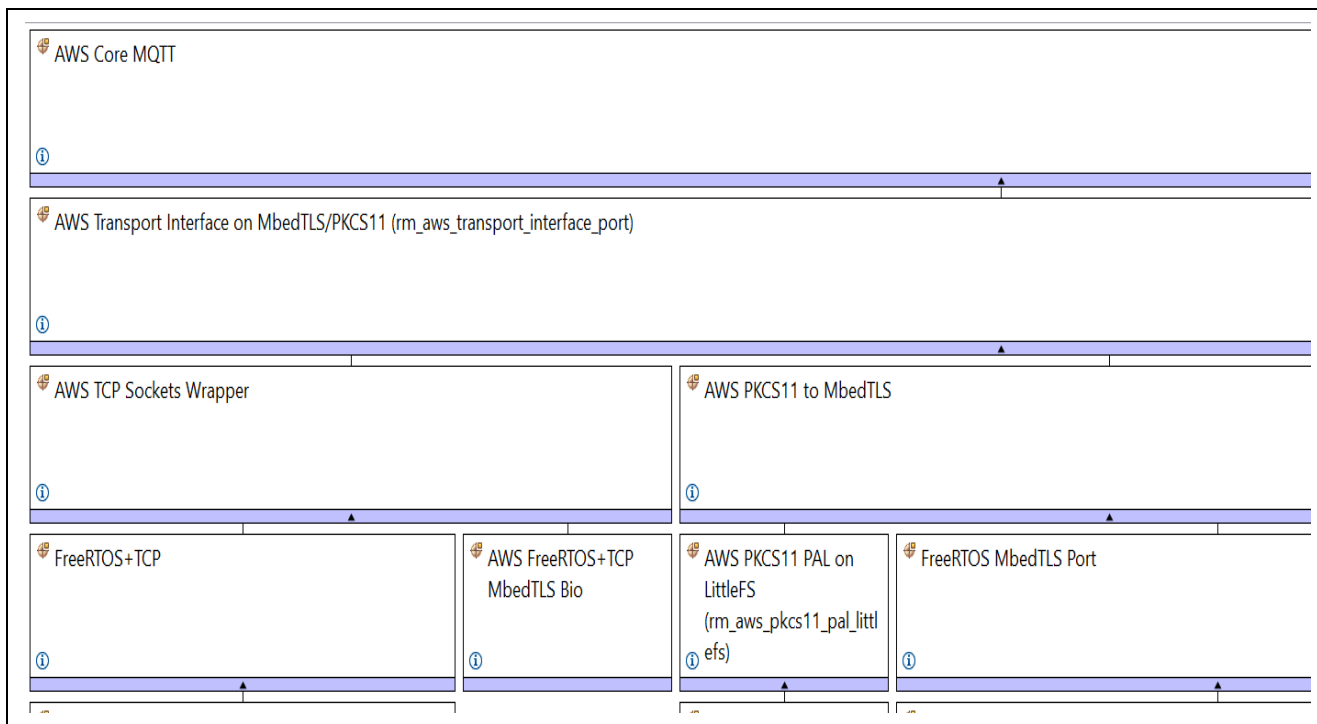 AWS Core MQTT
AWS Transport Interface on MbedTLS/PKCS11 (rm_aws_transport_interface_port)
AWS TCP Sockets Wrapper
AWS PKCS11 to MbedTLS
FreeRTOS+TCP
AWS FreeRTOS+TCP
MbedTLS Bio
AWS PKCS11 PAL on
LittleFS
(rm_aws_pkcs11_pal_littl
efs)
FreeRTOS MbedTLS Port